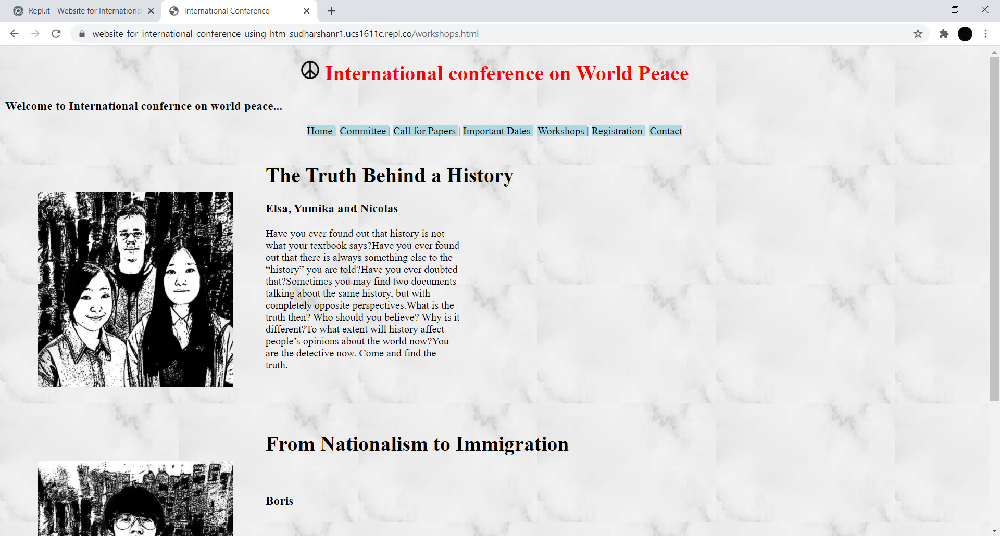 Repl.it - Website for International
International Conference
website-for-international-conference-using-htm-sudharshanr1.ucs1611c.repl.co/workshops.html
International conference on World Peace
Welcome to International confernce on world peace...
Home | Committee | Call for Papers | Important Dates | Workshops | Registration | Contact
The Truth Behind a History
Elsa, Yumika and Nicolas
Have you ever found out that history is not
what your textbook says?Have you ever found
out that there is always something else to the
“history” you are told?Have you ever doubted
that?Sometimes you may find two documents
talking about the same history, but with
completely opposite perspectives.What is the
truth then? Who should you believe? Why is it
different?To what extent will history affect
people’s opinions about the world now?You
are the detective now. Come and find the
truth.
From Nationalism to Immigration
Boris